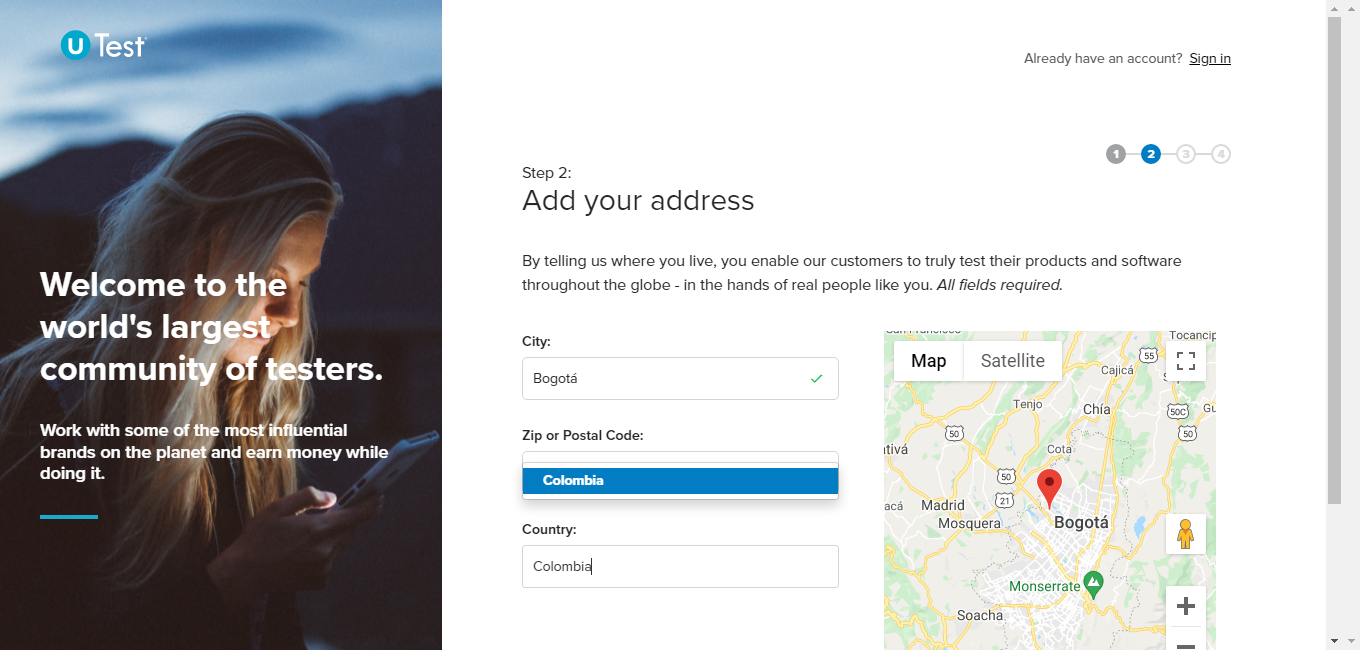 U Test
Already have an account? Sign in
1 2 3 4
Step 2:
Add your address
By telling us where you live, you enable our customers to truly test their products and software
throughout the globe - in the hands of real people like you. All fields required.
Welcome to the
world's largest
community of testers.
Work with some of the most influential
brands on the planet and earn money while
doing it.
City:
Bogotá
Zip or Postal Code:
Colombia
Country:
Colombia
San Francisco
Tocancip
Map Satellite
55
Cajicá
Tenjo
Chía
50C
Gu
50
50
Cota
tivá
50
21
acá
Madrid
Mosquera
Bogotá
Monserrate
Soacha